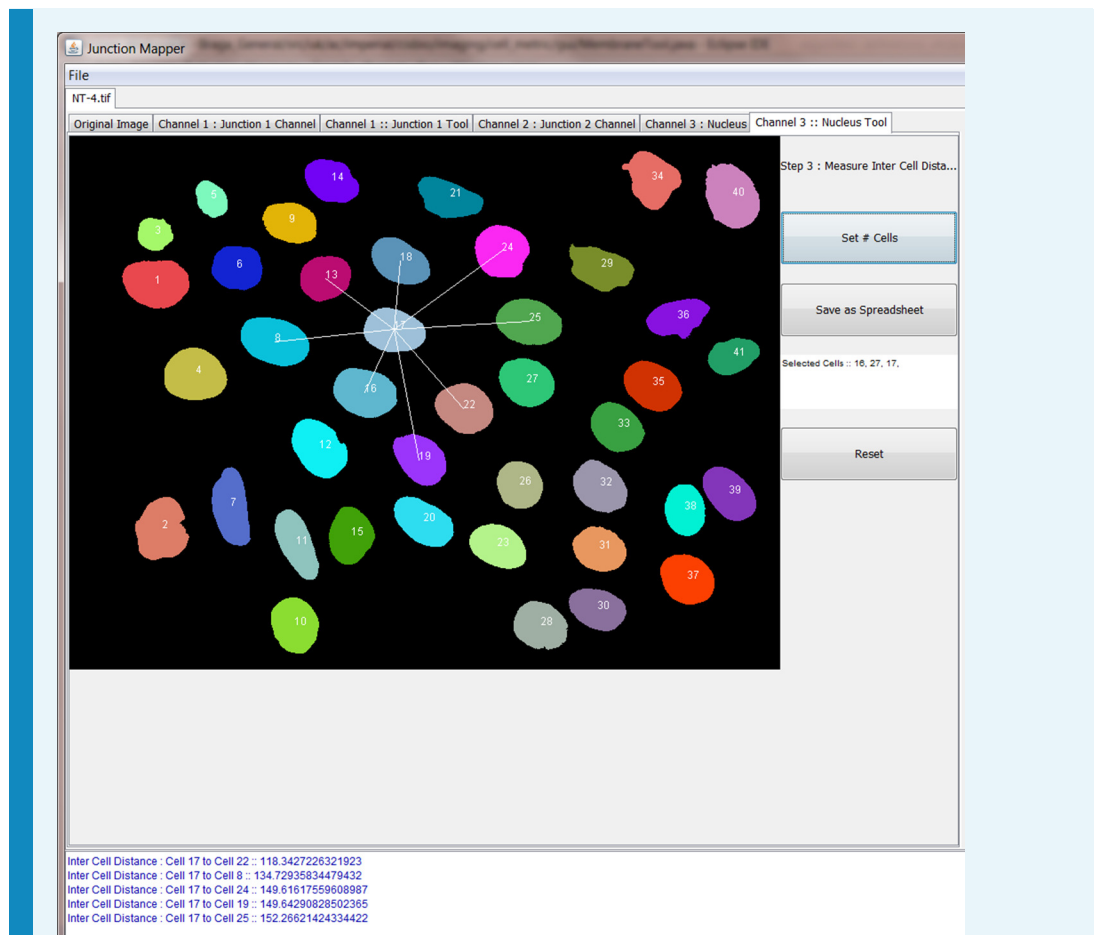 Junction Mapper
File
NT-4.tif
Original Image Channel 1 : Junction 1 Channel Channel 1 :: Junction 1 Tool Channel 2 : Junction 2 Channel Channel 3 : Nucleus Channel 3 :: Nucleus Tool
Step 3 : Measure Inter Cell Dista...
Set # Cells
Save as Spreadsheet
Selected Cells :: 16, 27, 17,
Reset
14
34
5
21
40
9
3
24
18
6
29
13
1
36
25
17
8
41
4
27
35
16
22
33
12
19
26
32
39
7
38
20
2
15
11
23
31
37
30
10
28
Inter Cell Distance : Cell 17 to Cell 22 :: 118.3427226321923
Inter Cell Distance : Cell 17 to Cell 8 :: 134.72935834479432
Inter Cell Distance : Cell 17 to Cell 24 :: 149.61617559608987
Inter Cell Distance : Cell 17 to Cell 19 :: 149.64290828502365
Inter Cell Distance : Cell 17 to Cell 25 :: 152.26621424334422